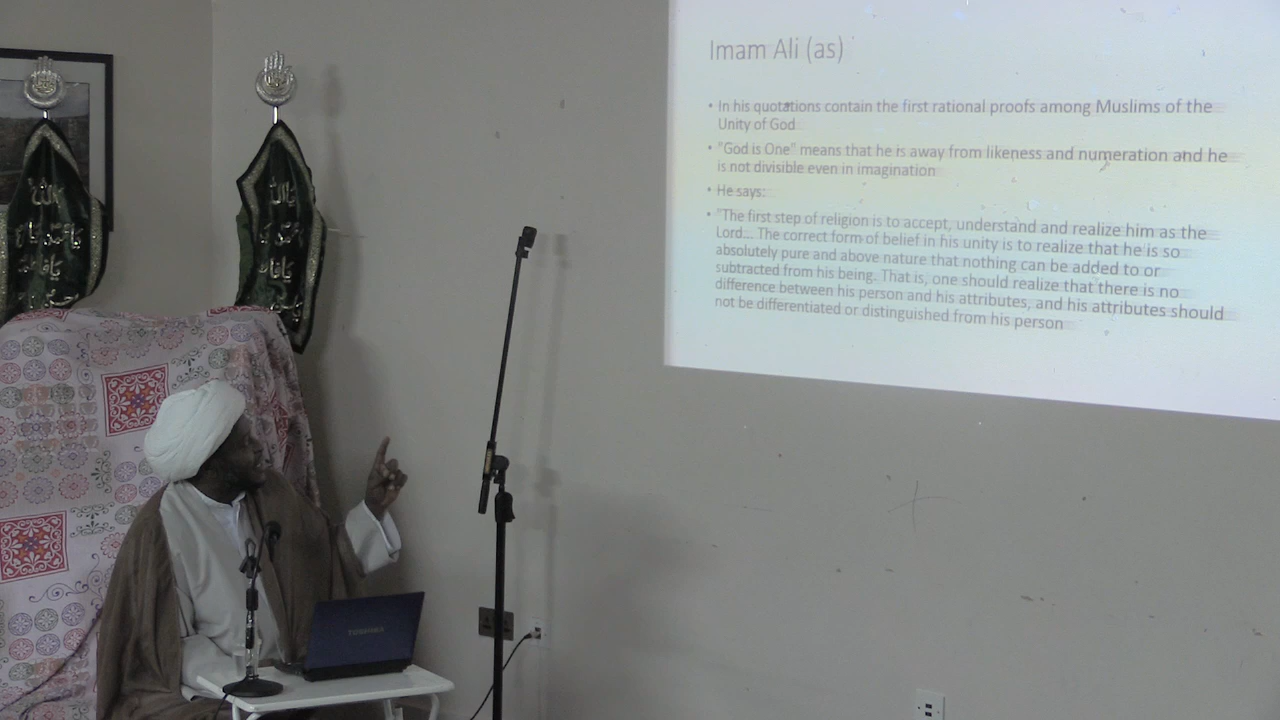 Imam Ali (as)
• In his quotations contain the first rational proofs among Muslims of the
Unity of God
• "God is One" means that he is away from likeness and numeration and he
is not divisible even in imagination
• He says:
• "The first step of religion is to accept, understand and realize him as the
Lord... The correct form of belief in his unity is to realize that he is so
absolutely pure and above nature that nothing can be added to or
subtracted from his being. That is, one should realize that there is no
difference between his person and his attributes, and his attributes should
not be differentiated or distinguished from his person
يا الله
TOSHIBA